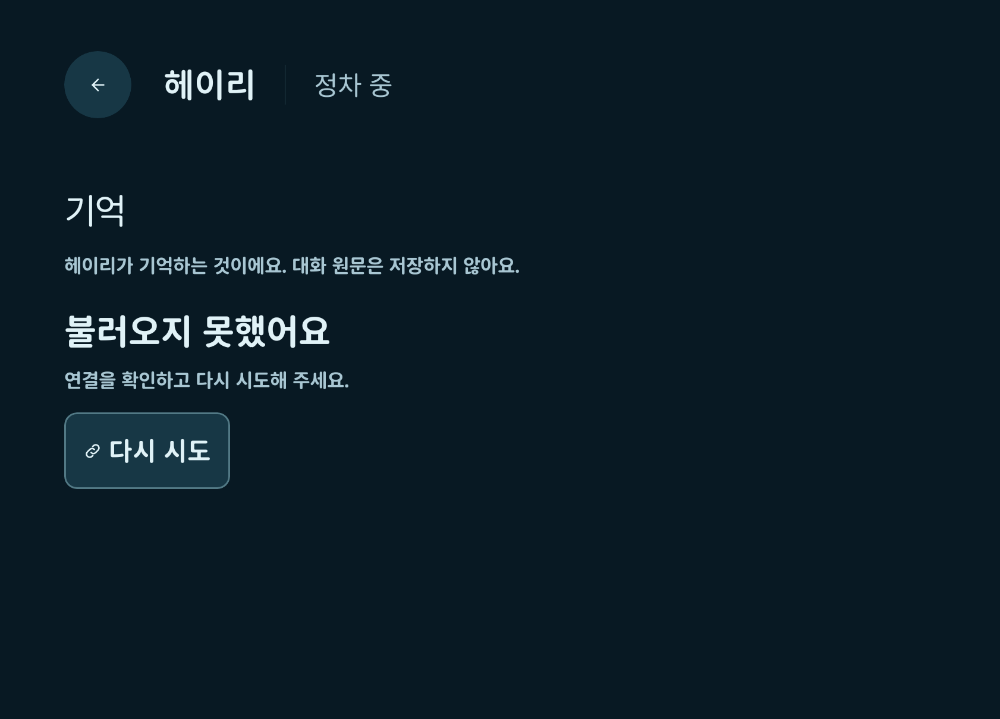 헤이리
정차 중
기억
헤이리가 기억하는 것이에요. 대화 원문은 저장하지 않아요.
불러오지 못했어요
연결을 확인하고 다시 시도해 주세요.
다시 시도